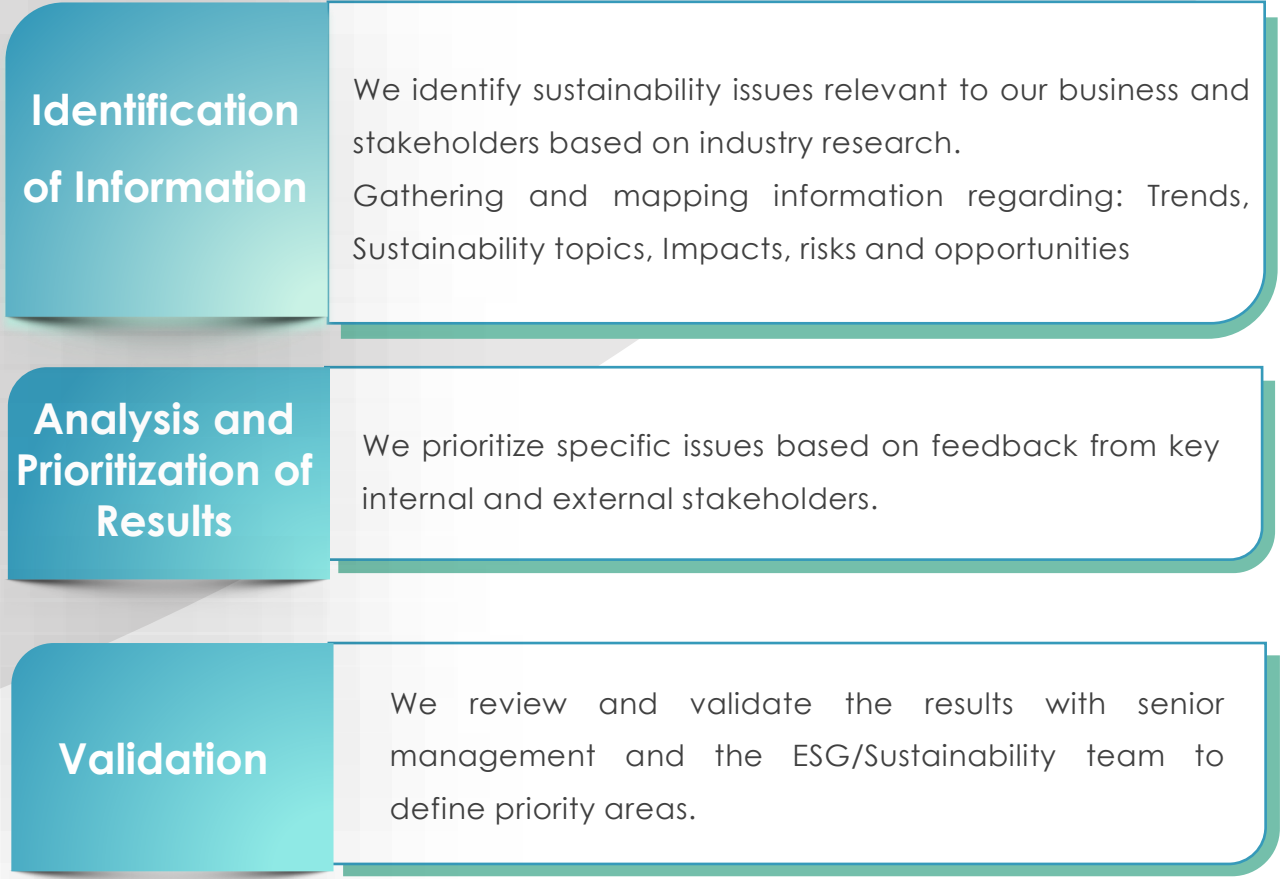 Identification
of Information
We identify sustainability issues relevant to our business and
stakeholders based on industry research.
Gathering and mapping information regarding: Trends,
Sustainability topics, Impacts, risks and opportunities
Analysis and
Prioritization of
Results
We prioritize specific issues based on feedback from key
internal and external stakeholders.
Validation
We review and validate the results with senior
management and the ESG/Sustainability team to
define priority areas.